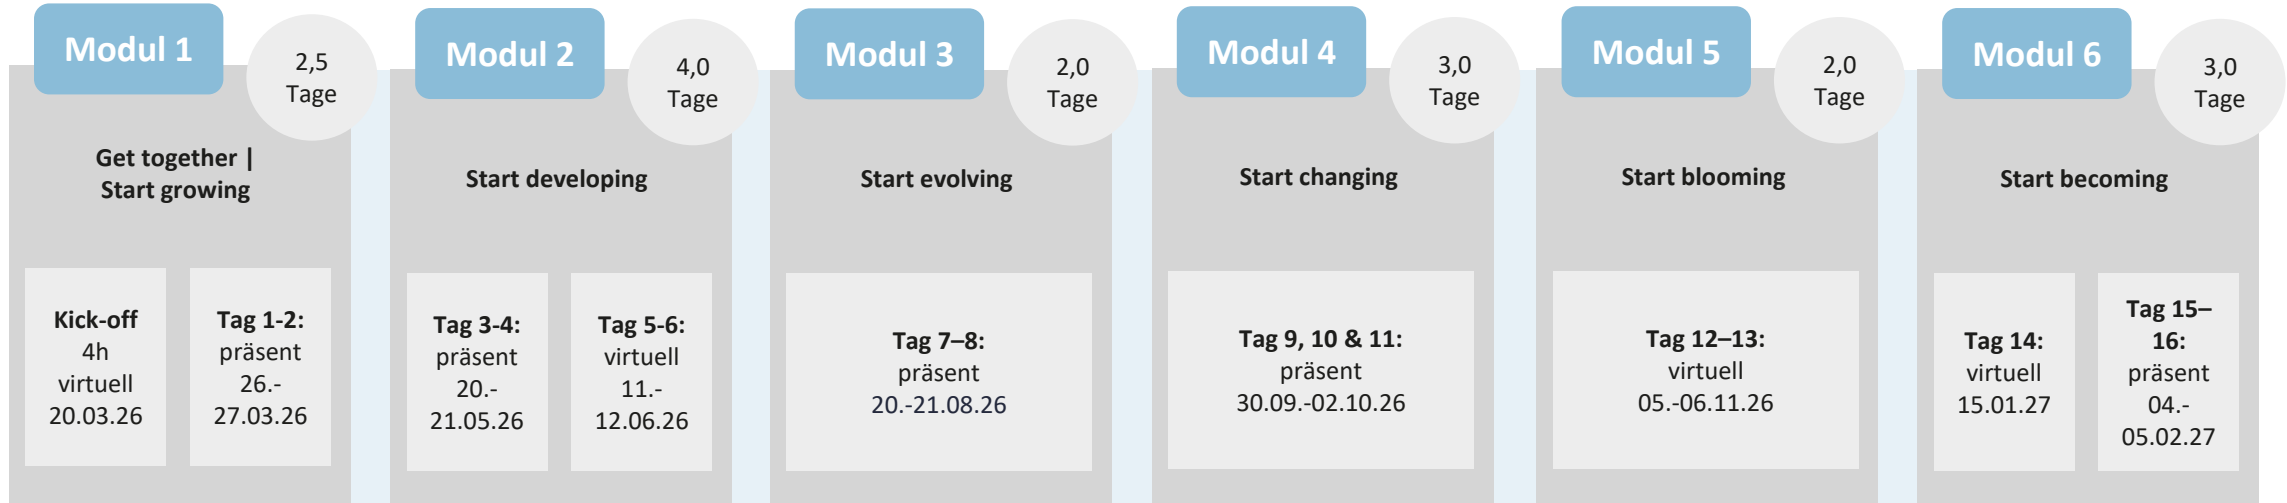 Modul 1
2,5
Tage
Get together |
Start growing
Kick-off
4h
virtuell
20.03.26
Tag 1-2:
präsent
26.-
27.03.26
Modul 2
4,0
Tage
Start developing
Tag 3-4:
präsent
20.-
21.05.26
Tag 5-6:
virtuell
11.-
12.06.26
Modul 3
2,0
Tage
Start evolving
Tag 7–8:
präsent
20.-21.08.26
Modul 4
3,0
Tage
Start changing
Tag 9, 10 & 11:
präsent
30.09.-02.10.26
Modul 5
2,0
Tage
Start blooming
Tag 12–13:
virtuell
05.-06.11.26
Modul 6
3,0
Tage
Start becoming
Tag 14:
virtuell
15.01.27
Tag 15–
16:
präsent
04.-
05.02.27